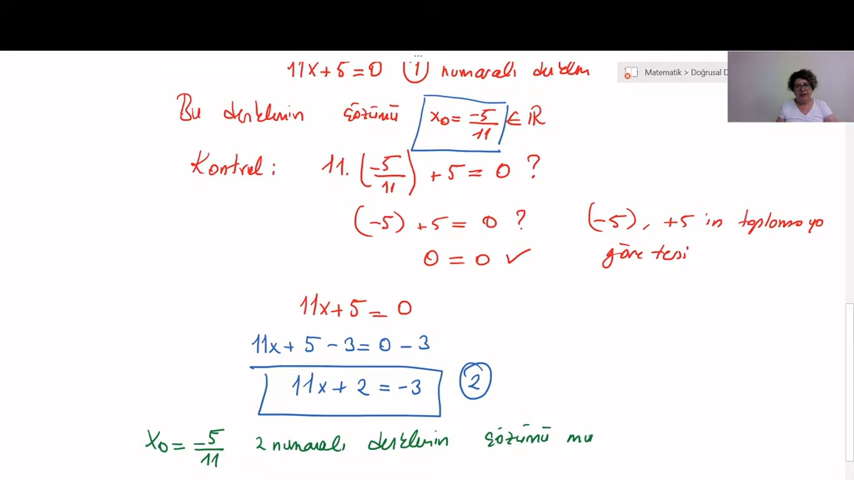 11x+5=0 ① numaralı denklem
Matematik > Doğrusal D
Bu denklemin çözümü x₀ = -5/11 ∈ ℝ
Kontrol: 11.(-5/11) +5 = 0 ?
(-5) +5 = 0 ? (-5), +5 in toplamaya
0 = 0 ✓ göre tersi
11x+5 = 0
11x + 5 - 3 = 0 - 3
11x + 2 = -3 ②
x₀ = -5/11 2 numaralı denklemin çözümü mu